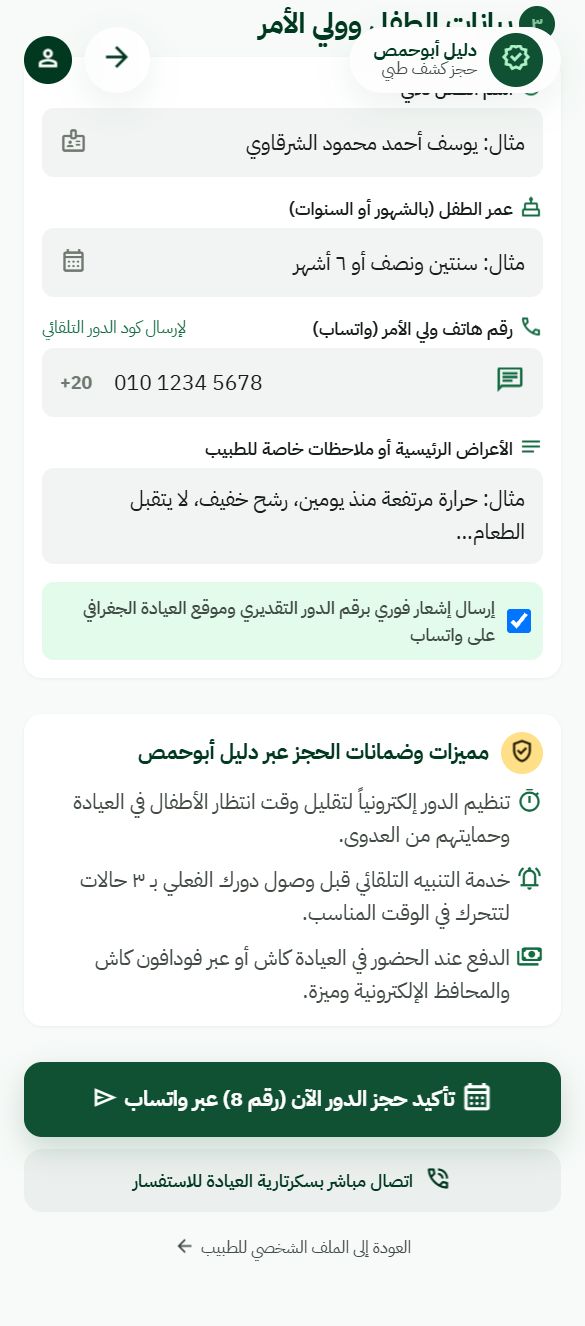 ٣ بيانات الطفل وولي الأمر
دليل أبوحمص
حجز كشف طبي
مثال: يوسف أحمد محمود الشرقاوي
عمر الطفل (بالشهور أو السنوات)
مثال: سنتين ونصف أو ٦ أشهر
رقم هاتف ولي الأمر (واتساب)
لإرسال كود الدور التلقائي
+20 010 1234 5678
الأعراض الرئيسية أو ملاحظات خاصة للطبيب
مثال: حرارة مرتفعة منذ يومين، رشح خفيف، لا يتقبل
الطعام...
إرسال إشعار فوري برقم الدور التقديري وموقع العيادة الجغرافي
على واتساب
مميزات وضمانات الحجز عبر دليل أبوحمص
تنظيم الدور إلكترونياً لتقليل وقت انتظار الأطفال في العيادة
وحمايتهم من العدوى.
خدمة التنبيه التلقائي قبل وصول دورك الفعلي بـ ٣ حالات
لتتحرك في الوقت المناسب.
الدفع عند الحضور في العيادة كاش أو عبر فودافون كاش
والمحافظ الإلكترونية وميزة.
تأكيد حجز الدور الآن (رقم 8) عبر واتساب
اتصال مباشر بسكرتارية العيادة للاستفسار
العودة إلى الملف الشخصي للطبيب